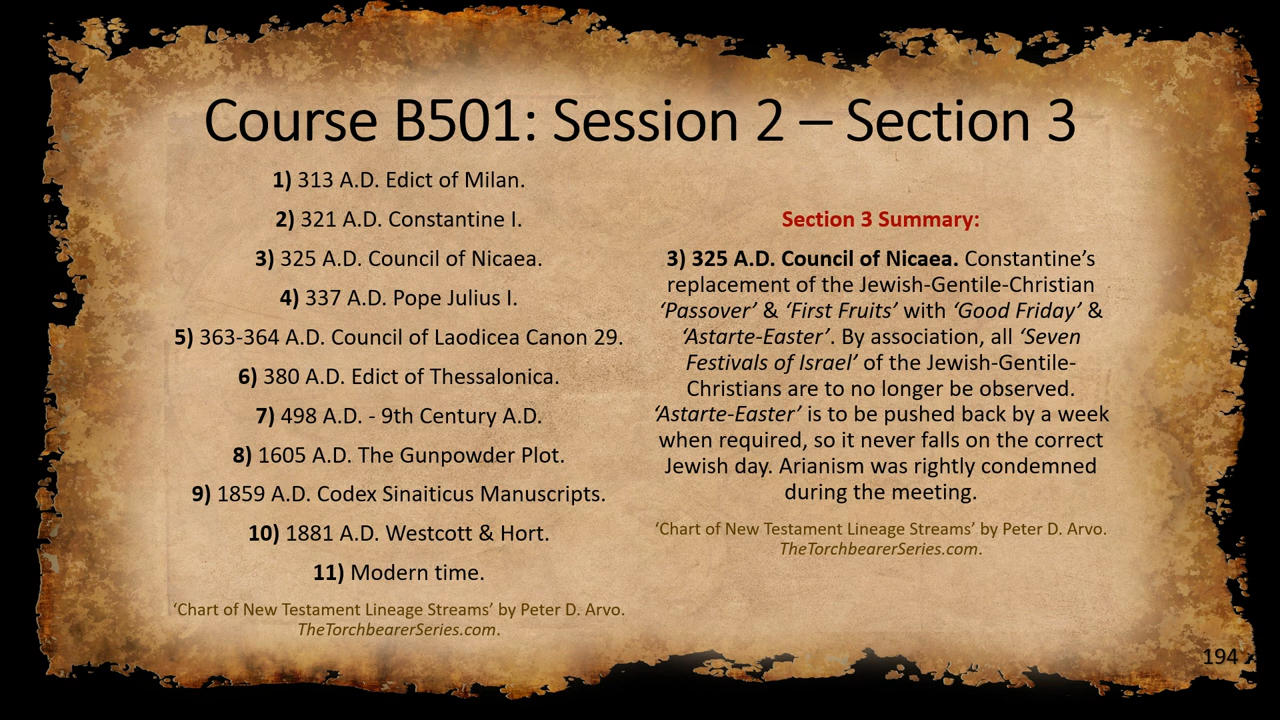 Course B501: Session 2 – Section 3
1) 313 A.D. Edict of Milan.
2) 321 A.D. Constantine I.
3) 325 A.D. Council of Nicaea.
4) 337 A.D. Pope Julius I.
5) 363-364 A.D. Council of Laodicea Canon 29.
6) 380 A.D. Edict of Thessalonica.
7) 498 A.D. - 9th Century A.D.
8) 1605 A.D. The Gunpowder Plot.
9) 1859 A.D. Codex Sinaiticus Manuscripts.
10) 1881 A.D. Westcott & Hort.
11) Modern time.
‘Chart of New Testament Lineage Streams’ by Peter D. Arvo.
TheTorchbearerSeries.com.
Section 3 Summary:
3) 325 A.D. Council of Nicaea. Constantine’s
replacement of the Jewish-Gentile-Christian
‘Passover’ & ‘First Fruits’ with ‘Good Friday’ &
‘Astarte-Easter’. By association, all ‘Seven
Festivals of Israel’ of the Jewish-Gentile-
Christians are to no longer be observed.
‘Astarte-Easter’ is to be pushed back by a week
when required, so it never falls on the correct
Jewish day. Arianism was rightly condemned
during the meeting.
‘Chart of New Testament Lineage Streams’ by Peter D. Arvo.
TheTorchbearerSeries.com.
194